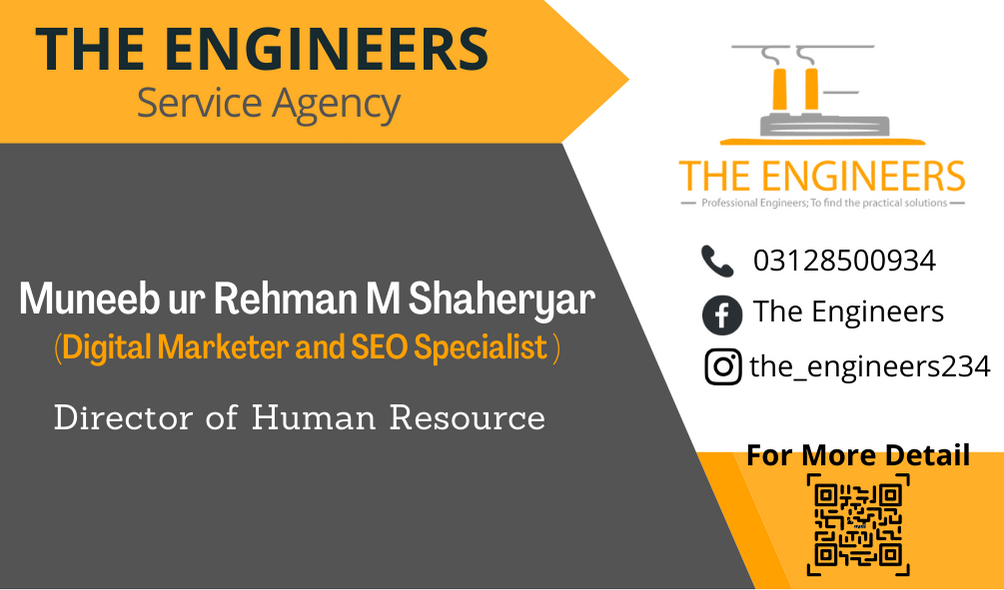 THE ENGINEERS
Service Agency
Muneeb ur Rehman M Shaheryar
(Digital Marketer and SEO Specialist )
Director of Human Resource
THE ENGINEERS
Professional Engineers; To find the practical solutions
03128500934
The Engineers
the_engineers234
For More Detail